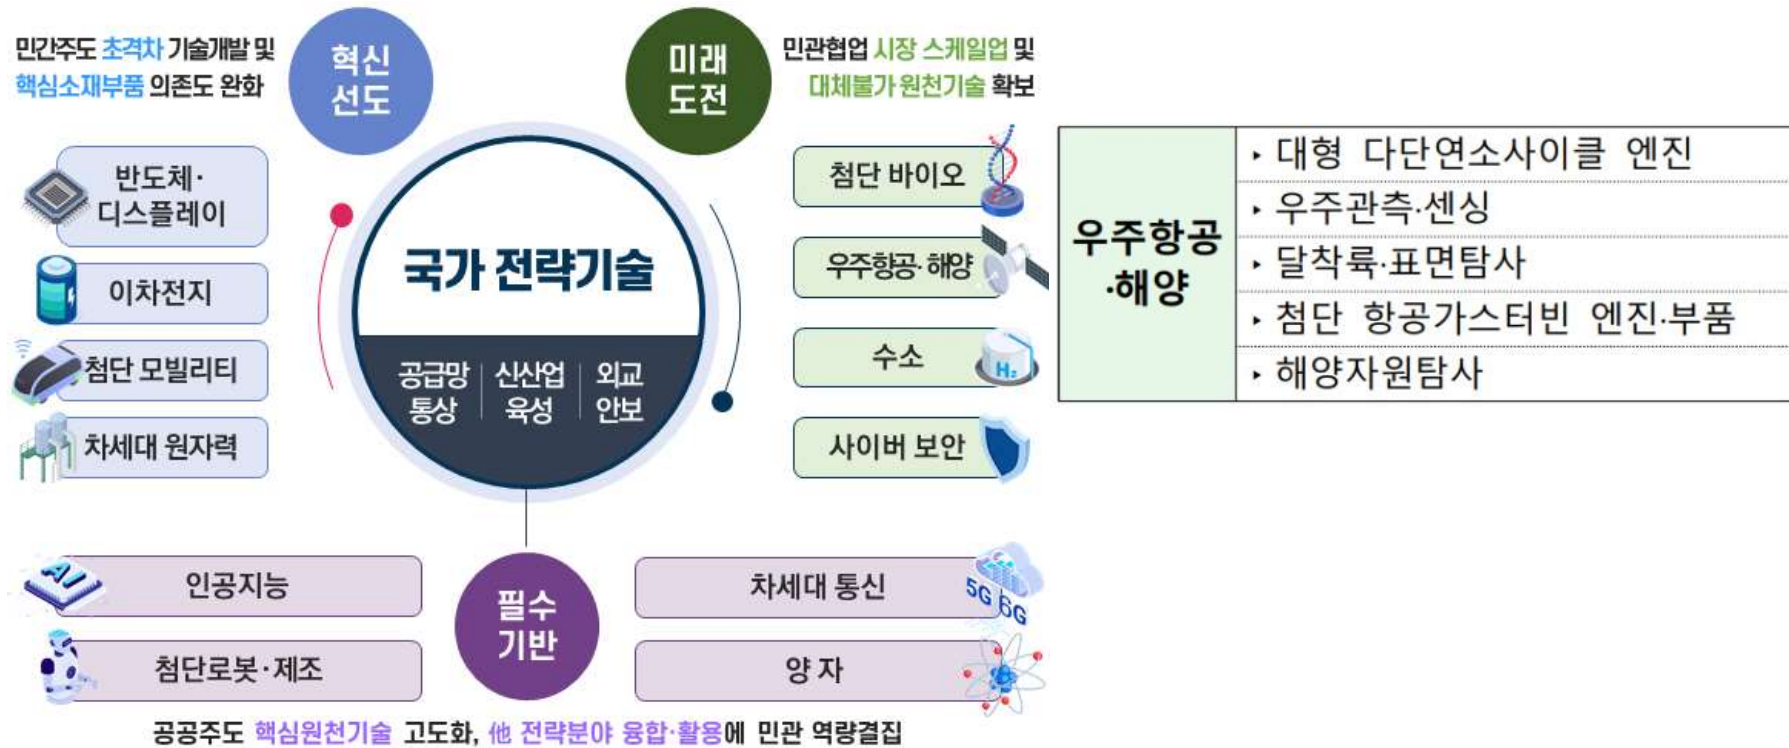 민간주도 초격차 기술개발 및
핵심소재부품 의존도 완화
혁신
선도
반도체·
디스플레이
이차전지
첨단 모빌리티
차세대 원자력
국가 전략기술
공급망
통상
신산업
육성
외교
안보
미래
도전
민관협업 시장 스케일업 및
대체불가 원천기술 확보
첨단 바이오
우주항공·해양
수소
H₂
사이버 보안
필수
기반
AI
인공지능
첨단로봇·제조
차세대 통신
5G 6G
양 자
공공주도 핵심원천기술 고도화, 他 전략분야 융합·활용에 민관 역량결집
우주항공
·해양
‣ 대형 다단연소사이클 엔진
‣ 우주관측·센싱
‣ 달착륙·표면탐사
‣ 첨단 항공가스터빈 엔진·부품
‣ 해양자원탐사